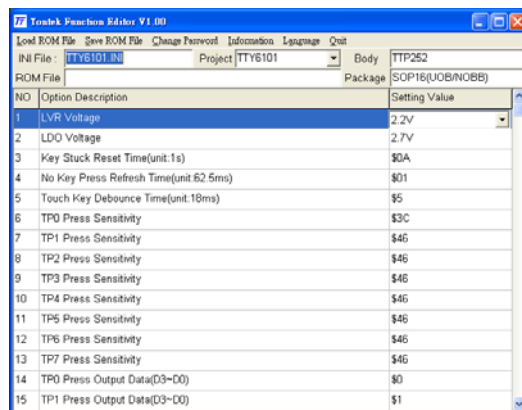 Tontek Function Editor V1.00
Load ROM File Save ROM File Change Password Information Language Quit
INI File : TTY6101.INI Project TTY6101 Body TTP252
ROM File Package SOP16(UOB/NOBB)
NO Option Description Setting Value
1 LVR Voltage 2.2V
2 LDO Voltage 2.7V
3 Key Stuck Reset Time(unit:1s) $0A
4 No Key Press Refresh Time(unit:62.5ms) $01
5 Touch Key Debounce Time(unit:18ms) $5
6 TP0 Press Sensitivity $3C
7 TP1 Press Sensitivity $46
8 TP2 Press Sensitivity $46
9 TP3 Press Sensitivity $46
10 TP4 Press Sensitivity $46
11 TP5 Press Sensitivity $46
12 TP6 Press Sensitivity $46
13 TP7 Press Sensitivity $46
14 TP0 Press Output Data(D3~D0) $0
15 TP1 Press Output Data(D3~D0) $1